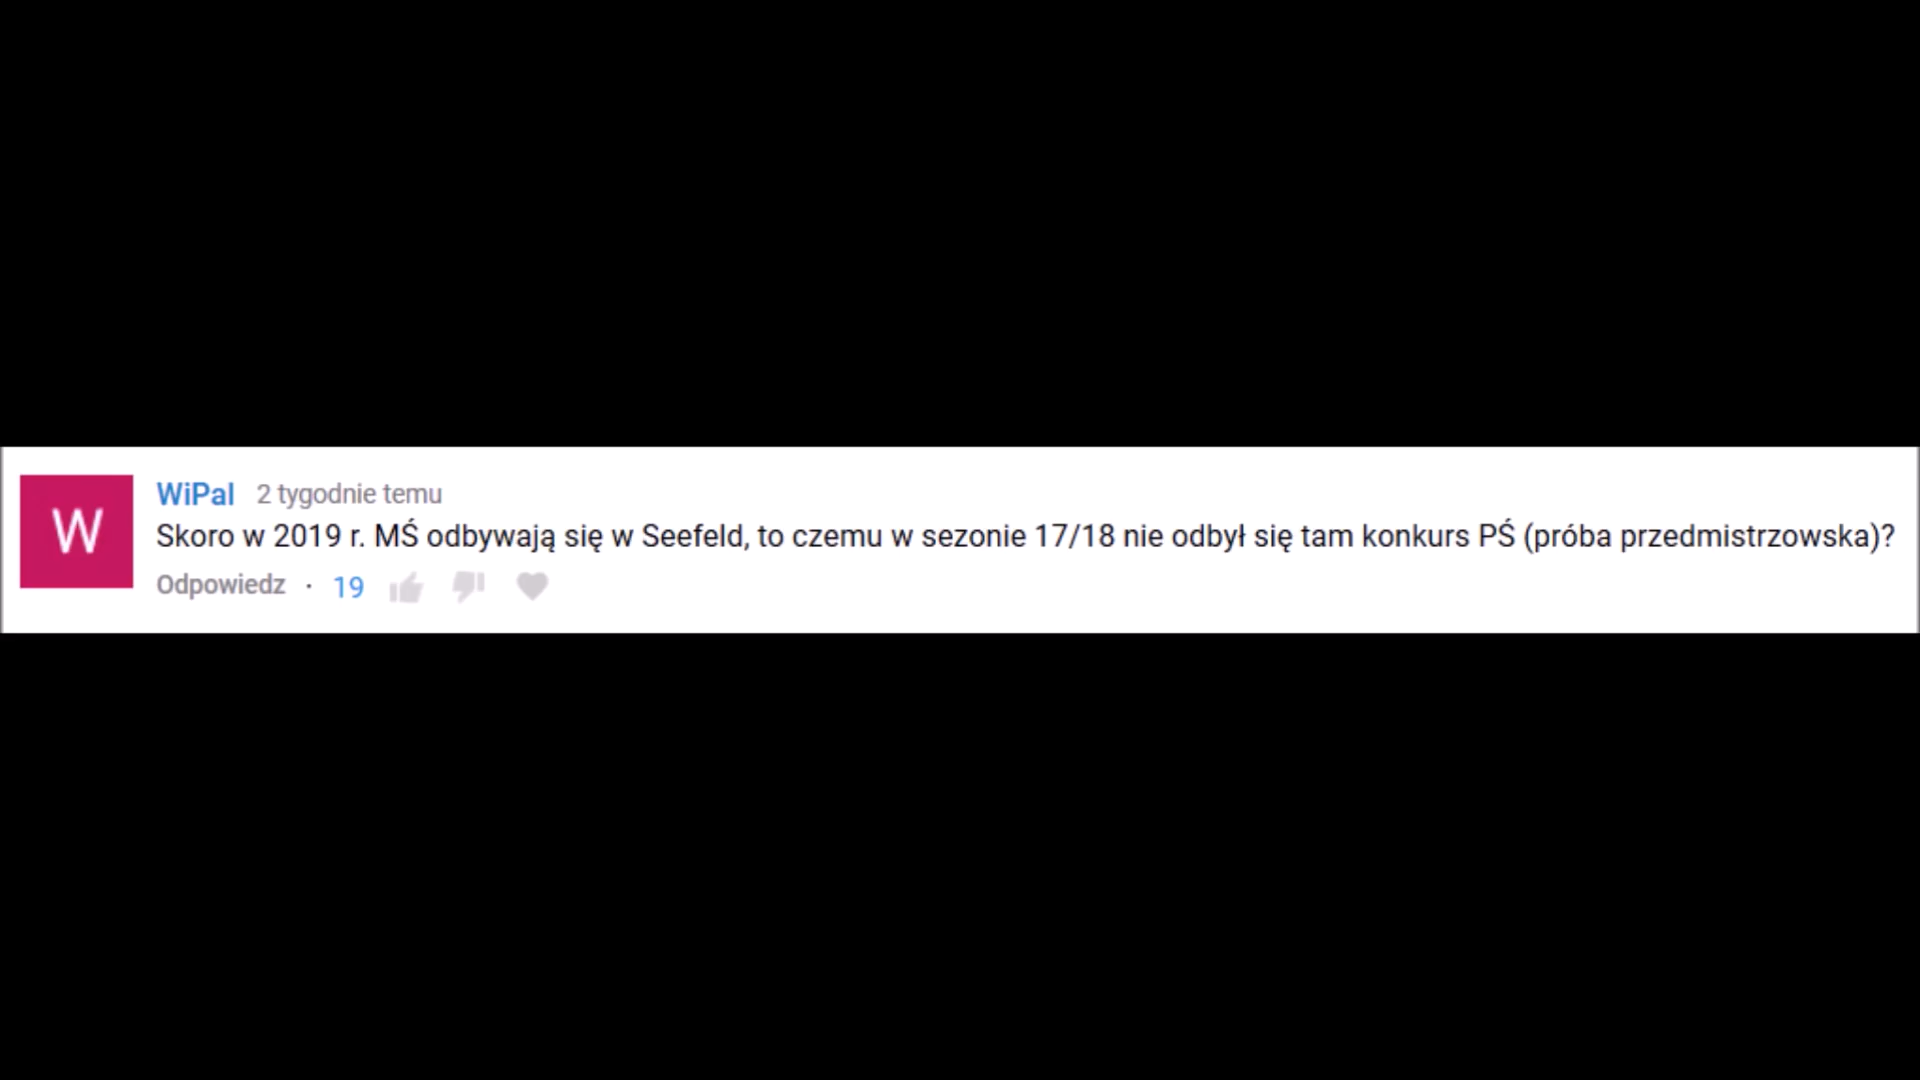 W
WiPal 2 tygodnie temu
Skoro w 2019 r. MŚ odbywają się w Seefeld, to czemu w sezonie 17/18 nie odbył się tam konkurs PŚ (próba przedmistrzowska)?
Odpowiedz · 19